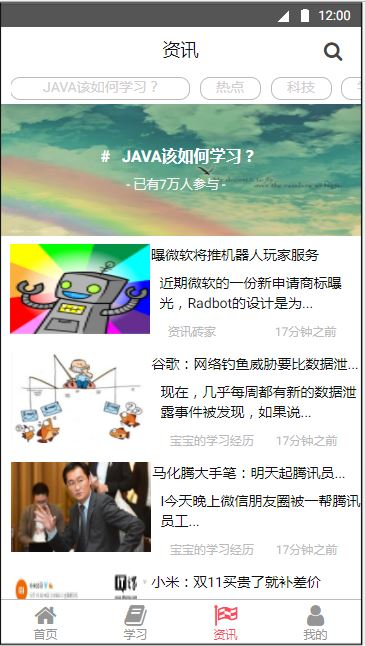 12:00
资讯
JAVA该如何学习？
热点
科技
# JAVA该如何学习？
- 已有7万人参与 -
曝微软将推机器人玩家服务
近期微软的一份新申请商标曝
光，Radbot的设计是为...
资讯砖家 17分钟之前
谷歌：网络钓鱼威胁要比数据泄...
现在，几乎每周都有新的数据泄
露事件被发现，如果说...
宝宝的学习经历 17分钟之前
马化腾大手笔：明天起腾讯员...
I今天晚上微信朋友圈被一帮腾讯
员工...
宝宝的学习经历 17分钟之前
小米：双11买贵了就补差价
首页
学习
资讯
我的